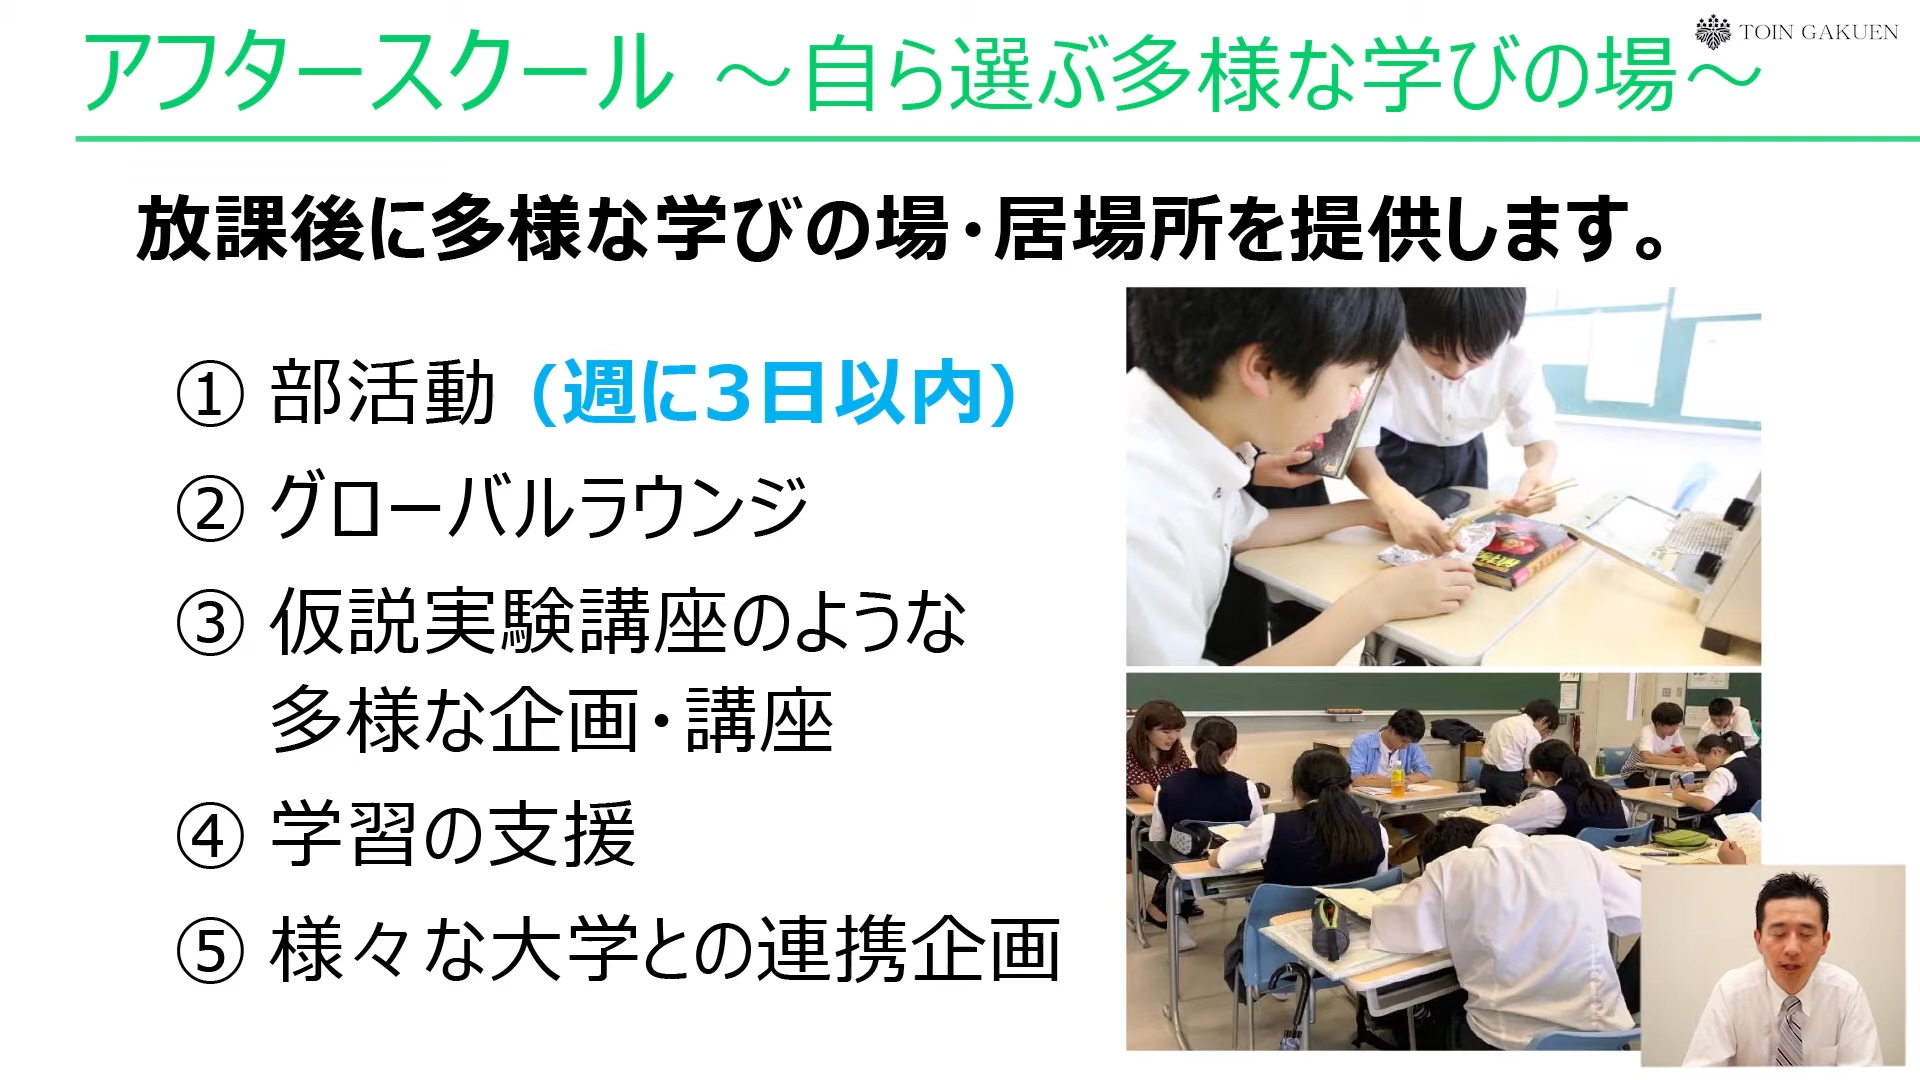 アフタースクール ～自ら選ぶ多様な学びの場～
TOIN GAKUEN
放課後に多様な学びの場・居場所を提供します。
① 部活動 (週に3日以内)
② グローバルラウンジ
③ 仮説実験講座のような
多様な企画・講座
④ 学習の支援
⑤ 様々な大学との連携企画